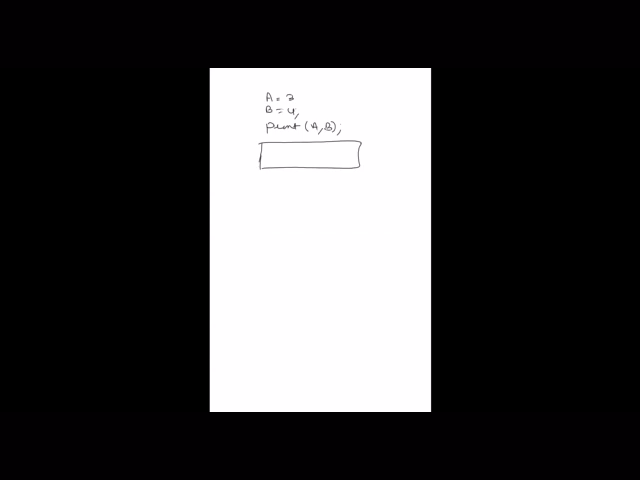 A = 2
B = 4;
print (A,B);